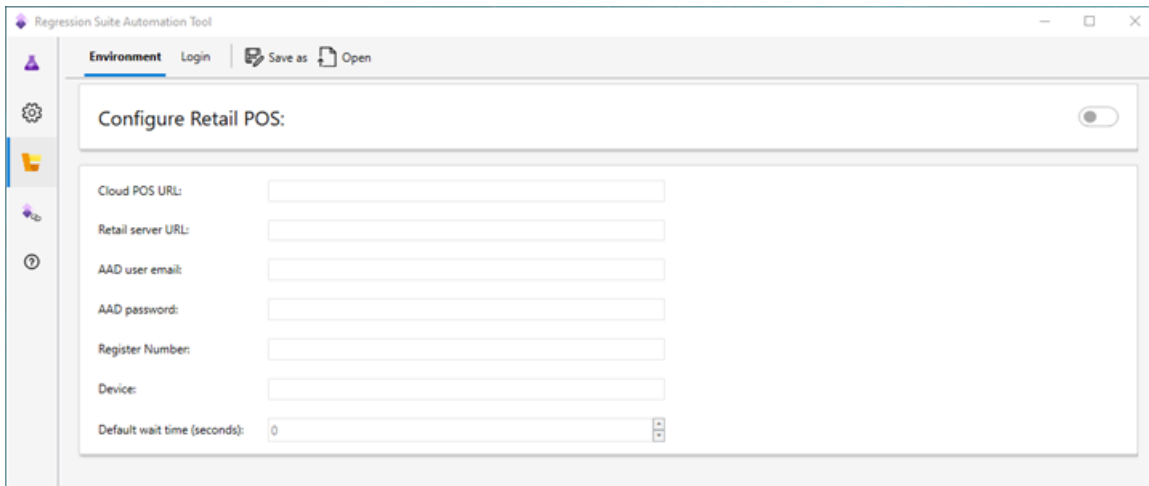 Regression Suite Automation Tool
Environment Login Save as Open
Configure Retail POS:
Cloud POS URL:
Retail server URL:
AAD user email:
AAD password:
Register Number:
Device:
Default wait time (seconds): 0